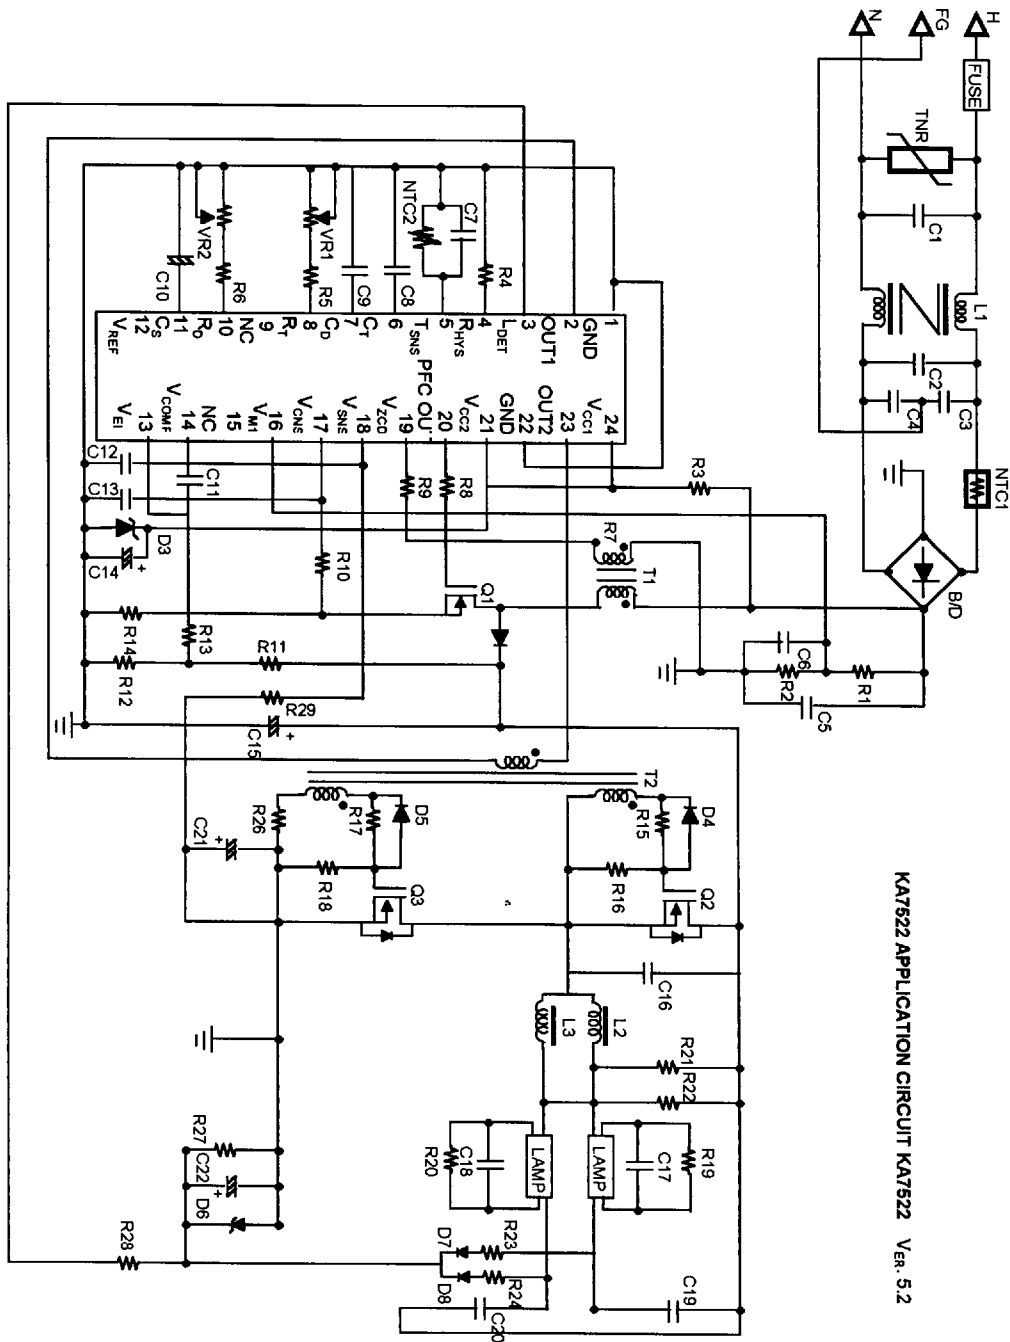 KA7522 APPLICATION CIRCUIT KA7522 VER. 5.2
H
FG
N
FUSE
TNR
C1
L1
C2
C3
C4
NTC1
B/D
C5
C6
R1
R2
R3
T1
R7
R4
C7
NTC2
C8
C9
VR1
R5
VR2
R6
C10
1 GND
2 OUT1
3 LDET
4 RHYS
5 TSNS
6
7 CT
8 CD
9 RT
10 NC
11 RD
12 CS
VREF
24 VCC1
23 OUT2
22 GND
21 VCC2
20 PFC OUT
19 VZCD
18 VSNS
17 VCNS
16 VM1
15 NC
14 VCOMP
13 VEI
R8
R9
Q1
R10
C11
C12
C13
D3
C14 +
R14
R13
R12
R11
R29
C15 +
T2
D4
R15
R16
Q2
D5
R17
R18
Q3
R26
C21 +
C16
L2
L3
R21
R22
LAMP
LAMP
R19
C17
C18
R20
R23
R24
D7
D8
C19
C20
R27
C22 +
D6
R28